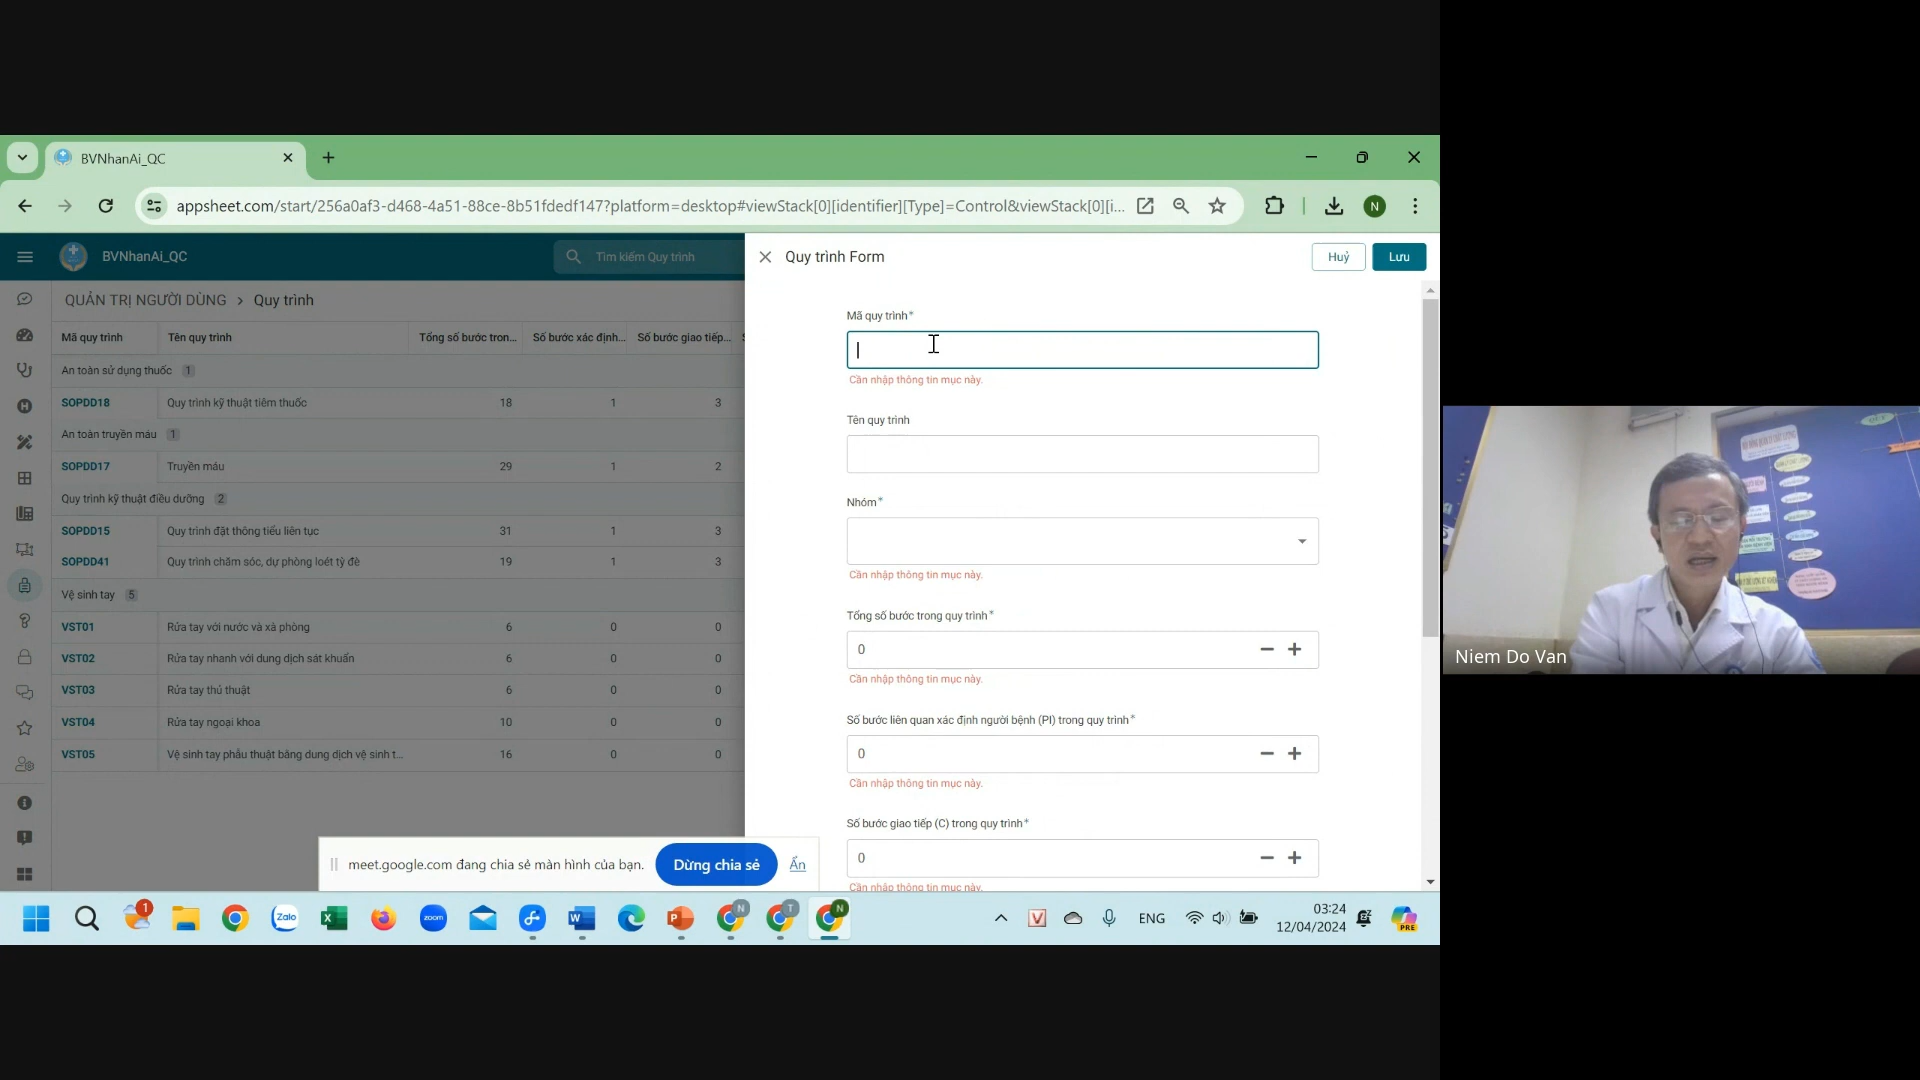 BVNhanAi_QC
appsheet.com/start/256a0af3-d468-4a51-88ce-8b51fdedf147?platform=desktop#viewStack[0][identifier][Type]=Control&viewStack[0][i...
N
BVNhanAi_QC
Tìm kiếm Quy trình
QUẢN TRỊ NGƯỜI DÙNG > Quy trình
Mã quy trình Tên quy trình Tổng số bước tron... Số bước xác định... Số bước giao tiếp...
An toàn sử dụng thuốc 1
SOPDD18 Quy trình kỹ thuật tiêm thuốc 18 1 3
An toàn truyền máu 1
SOPDD17 Truyền máu 29 1 2
Quy trình kỹ thuật điều dưỡng 2
SOPDD15 Quy trình đặt thông tiểu liên tục 31 1 3
SOPDD41 Quy trình chăm sóc, dự phòng loét tỳ đè 19 1 3
Vệ sinh tay 5
VST01 Rửa tay với nước và xà phòng 6 0 0
VST02 Rửa tay nhanh với dung dịch sát khuẩn 6 0 0
VST03 Rửa tay thủ thuật 6 0 0
VST04 Rửa tay ngoại khoa 10 0 0
VST05 Vệ sinh tay phẫu thuật bằng dung dịch vệ sinh t... 16 0 0
Quy trình Form
Huỷ
Lưu
Mã quy trình*
Cần nhập thông tin mục này.
Tên quy trình
Nhóm*
Cần nhập thông tin mục này.
Tổng số bước trong quy trình*
0
Cần nhập thông tin mục này.
Số bước liên quan xác định người bệnh (PI) trong quy trình*
0
Cần nhập thông tin mục này.
Số bước giao tiếp (C) trong quy trình*
0
Cần nhập thông tin mục này.
meet.google.com đang chia sẻ màn hình của bạn.
Dừng chia sẻ
Ẩn
1
Zalo
zoom
N
T
N
ENG
03:24
12/04/2024
PRE
Niem Do Van